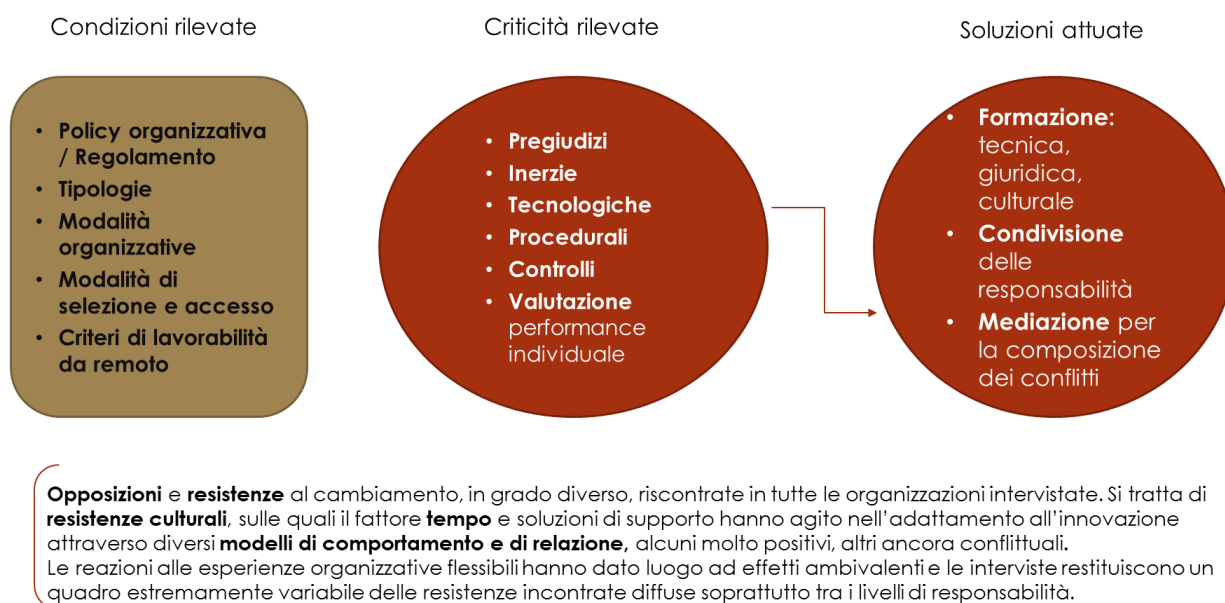 Condizioni rilevate
Criticità rilevate
Soluzioni attuate
• Policy organizzativa
/ Regolamento
• Tipologie
• Modalità
organizzative
• Modalità di
selezione e accesso
• Criteri di lavorabilità
da remoto
• Pregiudizi
• Inerzie
• Tecnologiche
• Procedurali
• Controlli
• Valutazione
performance
individuale
• Formazione:
tecnica,
giuridica,
culturale
• Condivisione
delle
responsabilità
• Mediazione per
la composizione
dei conflitti
Opposizioni e resistenze al cambiamento, in grado diverso, riscontrate in tutte le organizzazioni intervistate. Si tratta di
resistenze culturali, sulle quali il fattore tempo e soluzioni di supporto hanno agito nell'adattamento all'innovazione
attraverso diversi modelli di comportamento e di relazione, alcuni molto positivi, altri ancora conflittuali.
Le reazioni alle esperienze organizzative flessibili hanno dato luogo ad effetti ambivalenti e le interviste restituiscono un
quadro estremamente variabile delle resistenze incontrate diffuse soprattutto tra i livelli di responsabilità.